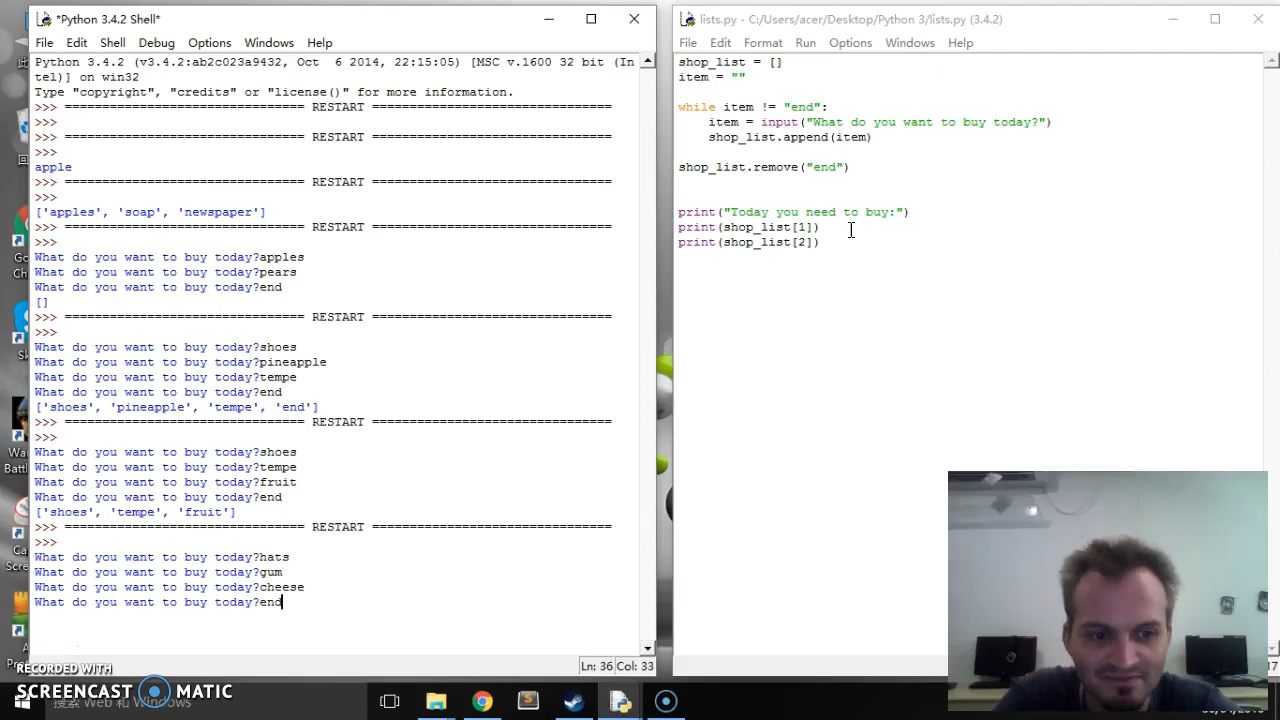 *Python 3.4.2 Shell*
File Edit Shell Debug Options Windows Help
Python 3.4.2 (v3.4.2:ab2c023a9432, Oct  6 2014, 22:15:05) [MSC v.1600 32 bit (In
tel)] on win32
Type "copyright", "credits" or "license()" for more information.
>>> ================================ RESTART ================================
>>>
>>> ================================ RESTART ================================
>>>
apple
>>> ================================ RESTART ================================
>>>
['apples', 'soap', 'newspaper']
>>> ================================ RESTART ================================
>>>
What do you want to buy today?apples
What do you want to buy today?pears
What do you want to buy today?end
[]
>>> ================================ RESTART ================================
>>>
What do you want to buy today?shoes
What do you want to buy today?pineapple
What do you want to buy today?tempe
What do you want to buy today?end
['shoes', 'pineapple', 'tempe', 'end']
>>> ================================ RESTART ================================
>>>
What do you want to buy today?shoes
What do you want to buy today?tempe
What do you want to buy today?fruit
What do you want to buy today?end
['shoes', 'tempe', 'fruit']
>>> ================================ RESTART ================================
>>>
What do you want to buy today?hats
What do you want to buy today?gum
What do you want to buy today?cheese
What do you want to buy today?end
Ln: 36 Col: 33
lists.py - C:/Users/acer/Desktop/Python 3/lists.py (3.4.2)
File Edit Format Run Options Windows Help
shop_list = []
item = ""
while item != "end":
    item = input("What do you want to buy today?")
    shop_list.append(item)
shop_list.remove("end")
print("Today you need to buy:")
print(shop_list[1])
print(shop_list[2])
RECORDED WITH
SCREENCAST MATIC
搜索 Web 和 Windows